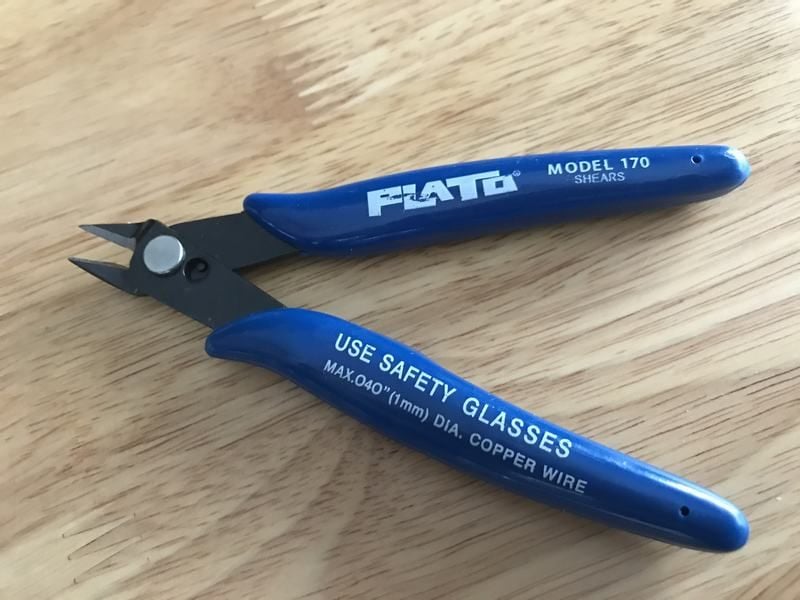 PLATO®
MODEL 170
SHEARS
USE SAFETY GLASSES
MAX.040"(1mm) DIA. COPPER WIRE